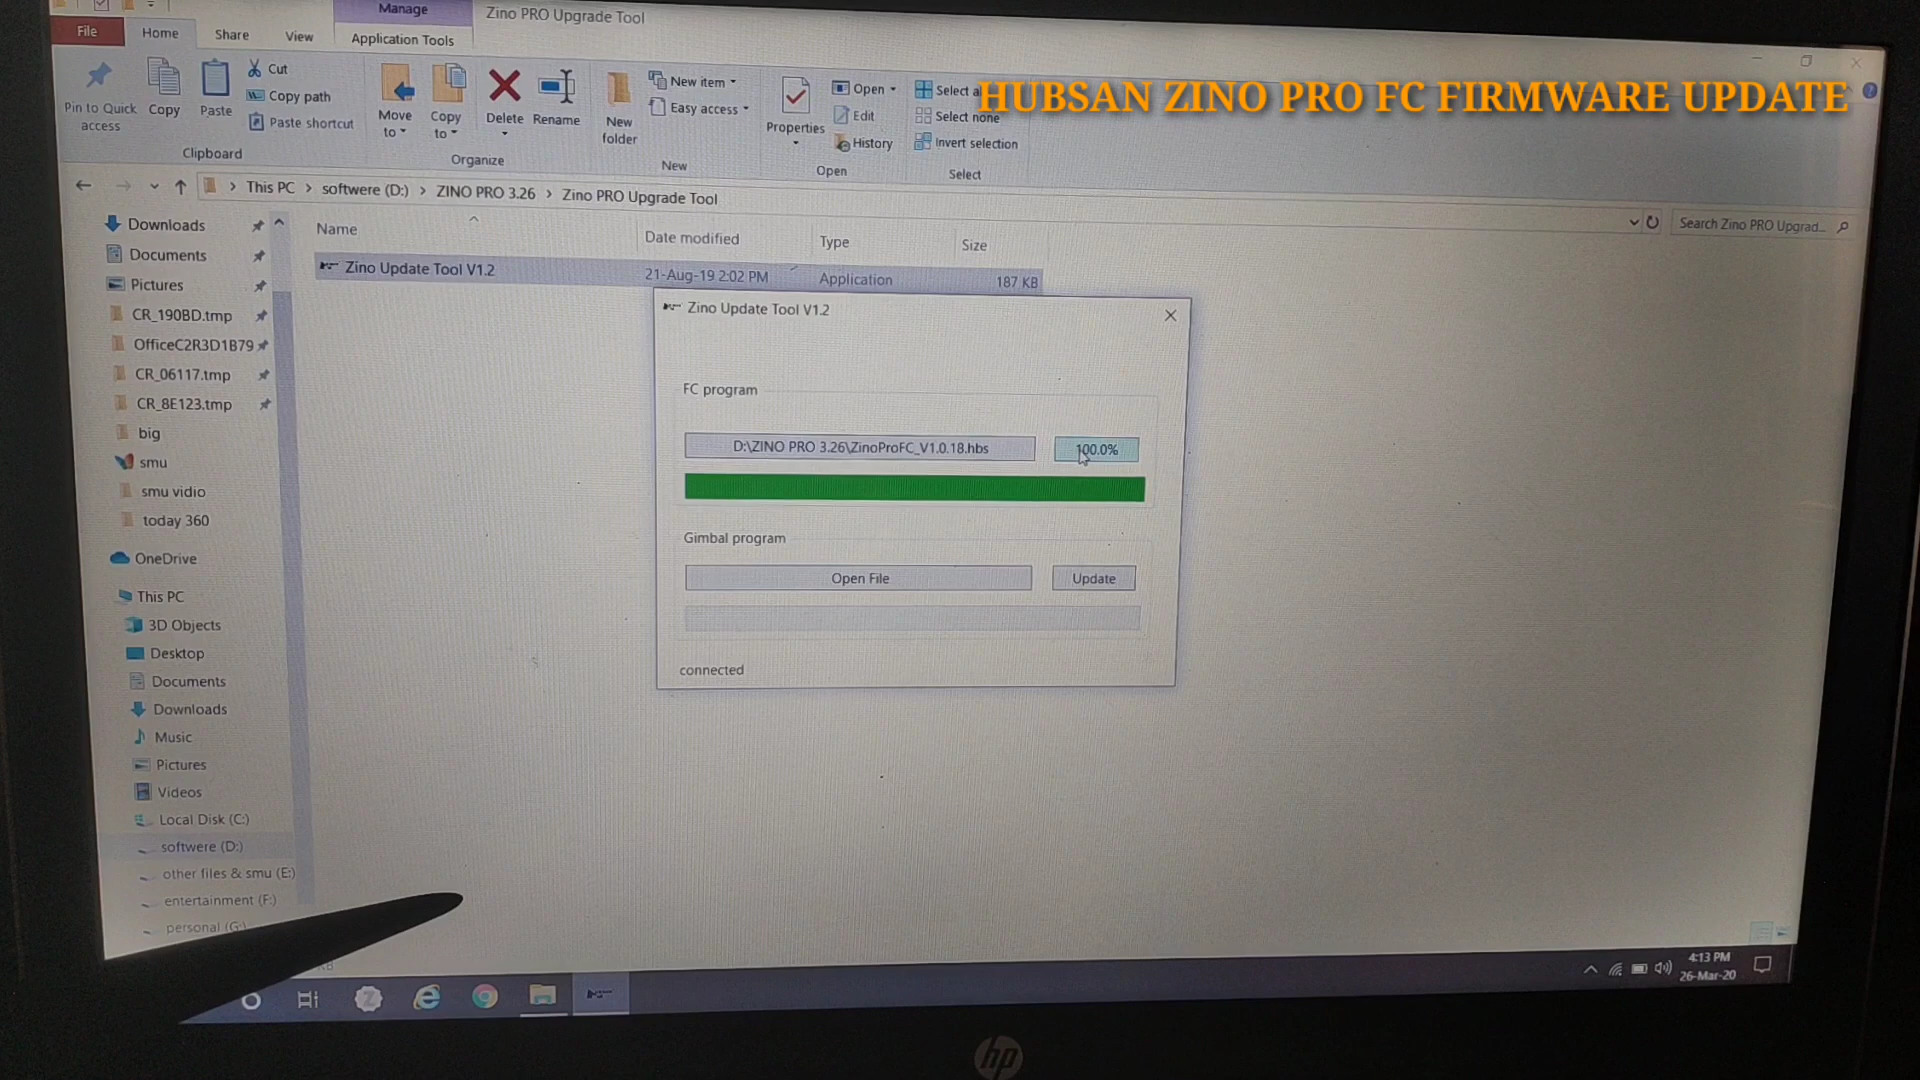 Manage
Zino PRO Upgrade Tool
File
Home
Share
View
Application Tools
HUBSAN ZINO PRO FC FIRMWARE UPDATE
Pin to Quick access
Copy
Paste
Cut
Copy path
Paste shortcut
Clipboard
Move to
Copy to
Delete
Rename
Organize
New folder
New item
Easy access
New
Properties
Open
Edit
History
Open
Select a
Select none
Invert selection
Select
This PC
softwere (D:)
ZINO PRO 3.26
Zino PRO Upgrade Tool
Search Zino PRO Upgrad...
Name
Date modified
Type
Size
Zino Update Tool V1.2
21-Aug-19 2:02 PM
Application
187 KB
Downloads
Documents
Pictures
CR_190BD.tmp
OfficeC2R3D1B79
CR_06117.tmp
CR_8E123.tmp
big
smu
smu vidio
today 360
OneDrive
This PC
3D Objects
Desktop
Documents
Downloads
Music
Pictures
Videos
Local Disk (C:)
softwere (D:)
other files & smu (E:)
entertainment (F:)
personal (G:)
Zino Update Tool V1.2
FC program
D:\ZINO PRO 3.26\ZinoProFC_V1.0.18.hbs
100.0%
Gimbal program
Open File
Update
connected
4:13 PM
26-Mar-20
hp